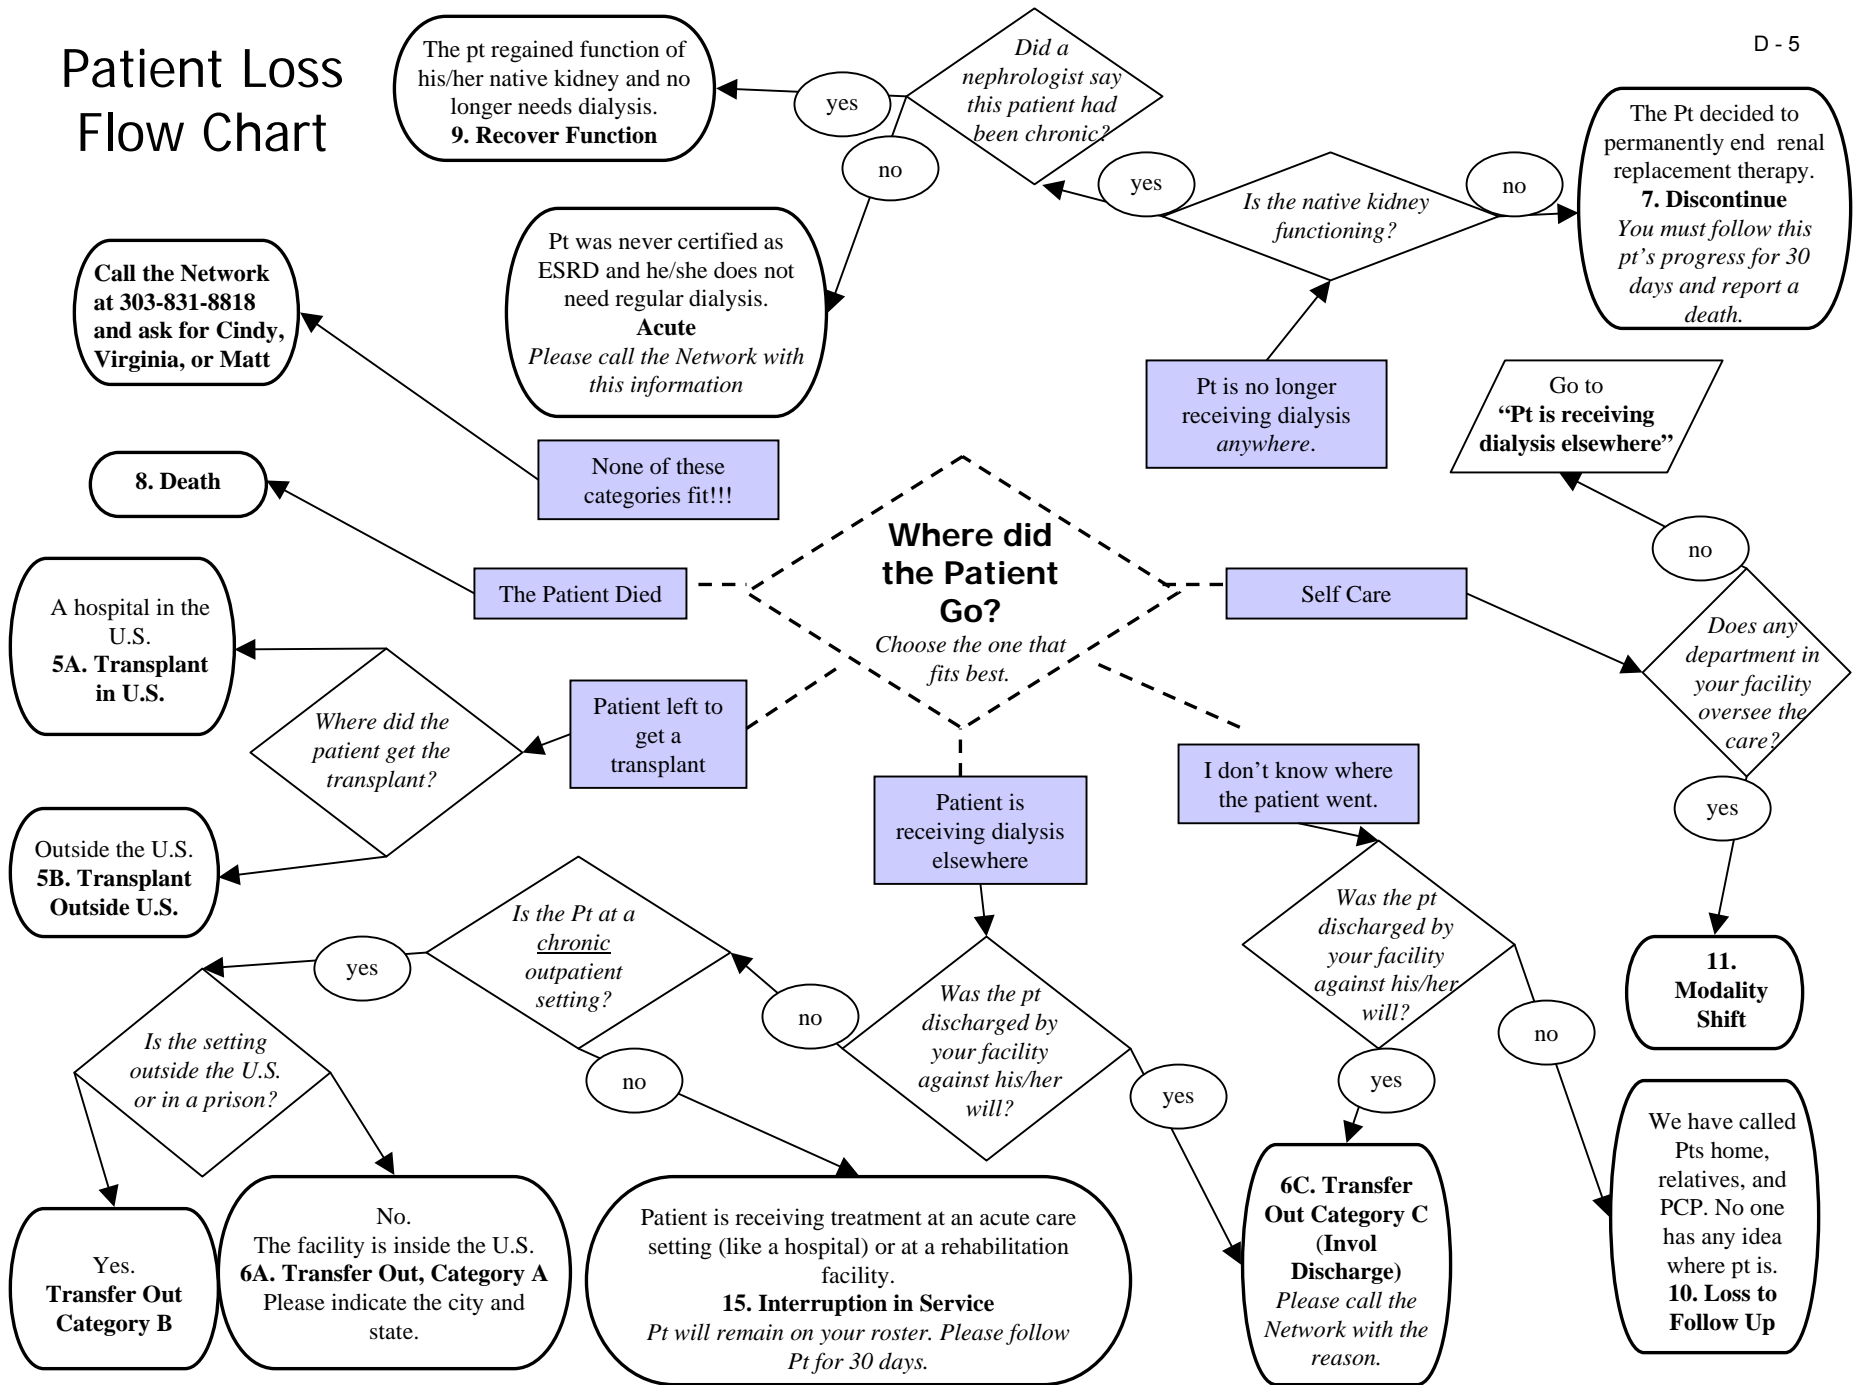 Patient Loss
Flow Chart
D - 5
The pt regained function of
his/her native kidney and no
longer needs dialysis.
9. Recover Function
yes
Did a
nephrologist say
this patient had
been chronic?
no
yes
Is the native kidney
functioning?
no
The Pt decided to
permanently end renal
replacement therapy.
7. Discontinue
You must follow this
pt's progress for 30
days and report a
death.
Pt was never certified as
ESRD and he/she does not
need regular dialysis.
Acute
Please call the Network with
this information
Call the Network
at 303-831-8818
and ask for Cindy,
Virginia, or Matt
Pt is no longer
receiving dialysis
anywhere.
Go to
“Pt is receiving
dialysis elsewhere”
None of these
categories fit!!!
8. Death
The Patient Died
Where did
the Patient
Go?
Choose the one that
fits best.
Self Care
no
Does any
department in
your facility
oversee the
care?
A hospital in the
U.S.
5A. Transplant
in U.S.
Where did the
patient get the
transplant?
Patient left to
get a
transplant
Patient is
receiving dialysis
elsewhere
I don’t know where
the patient went.
yes
Outside the U.S.
5B. Transplant
Outside U.S.
Is the Pt at a
chronic
outpatient
setting?
yes
no
Was the pt
discharged by
your facility
against his/her
will?
Was the pt
discharged by
your facility
against his/her
will?
11.
Modality
Shift
no
Is the setting
outside the U.S.
or in a prison?
no
yes
yes
Yes.
Transfer Out
Category B
No.
The facility is inside the U.S.
6A. Transfer Out, Category A
Please indicate the city and
state.
Patient is receiving treatment at an acute care
setting (like a hospital) or at a rehabilitation
facility.
15. Interruption in Service
Pt will remain on your roster. Please follow
Pt for 30 days.
6C. Transfer
Out Category C
(Invol
Discharge)
Please call the
Network with the
reason.
We have called
Pts home,
relatives, and
PCP. No one
has any idea
where pt is.
10. Loss to
Follow Up